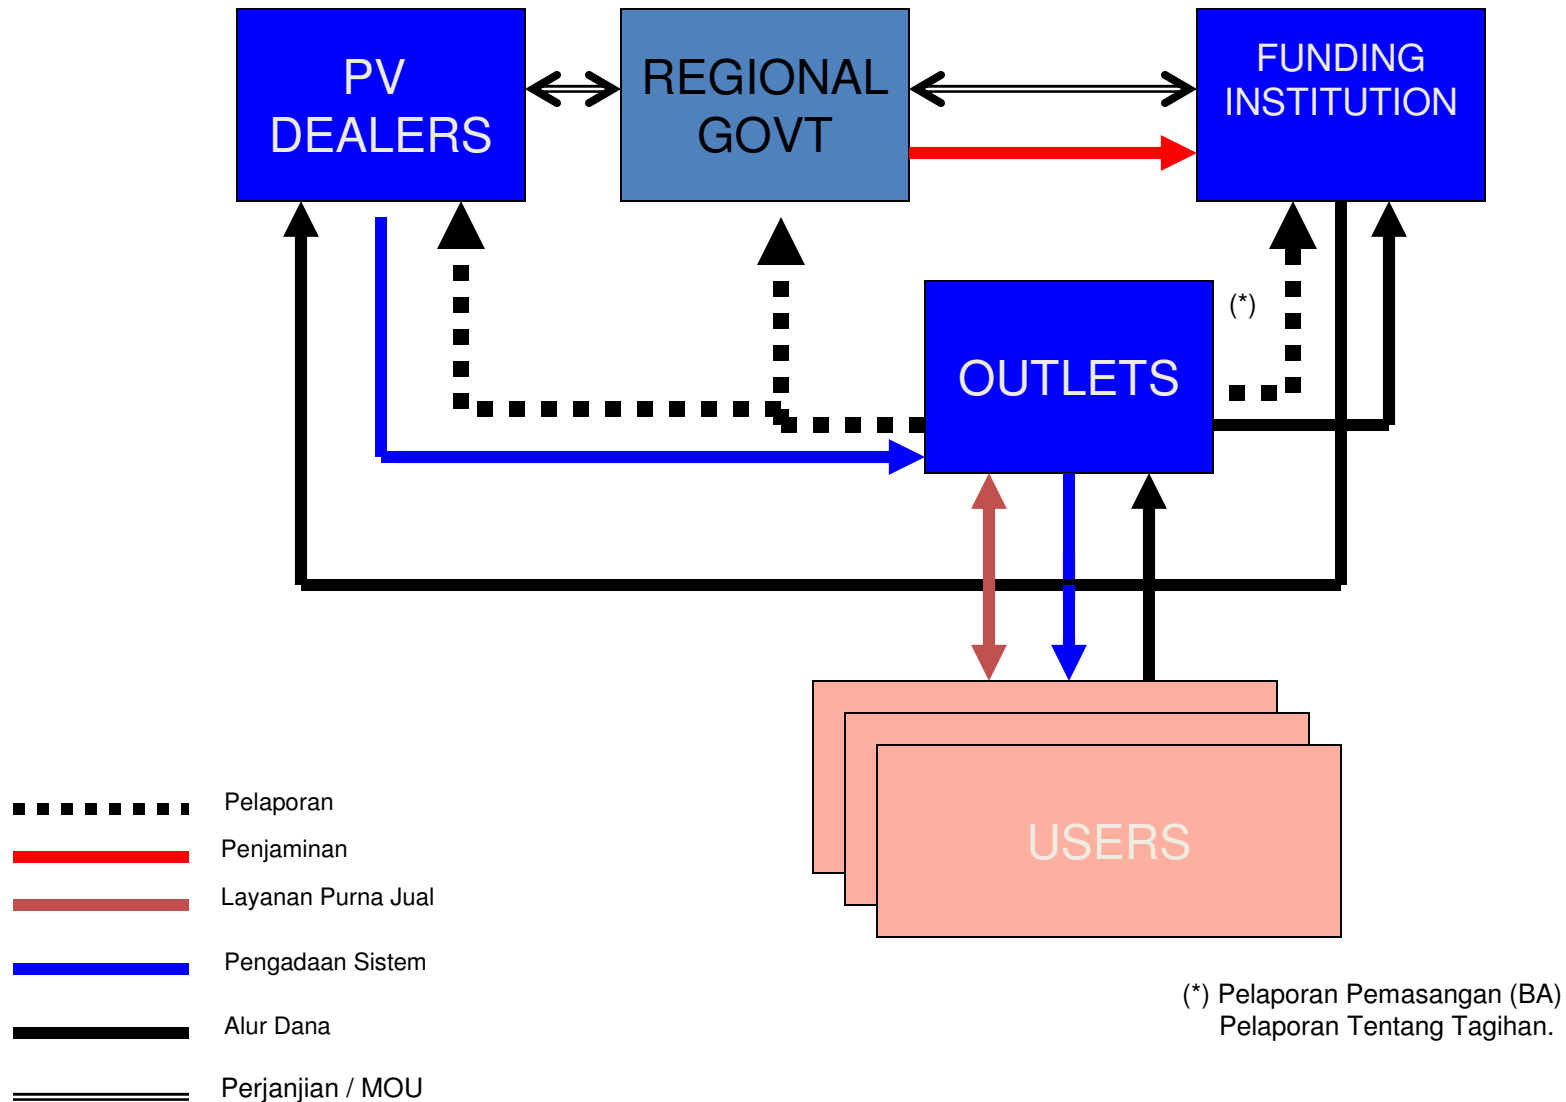 PV
DEALERS
REGIONAL
GOVT
FUNDING
INSTITUTION
(*)
OUTLETS
USERS
Pelaporan
Penjaminan
Layanan Purna Jual
Pengadaan Sistem
Alur Dana
Perjanjian / MOU
(*) Pelaporan Pemasangan (BA)
Pelaporan Tentang Tagihan.